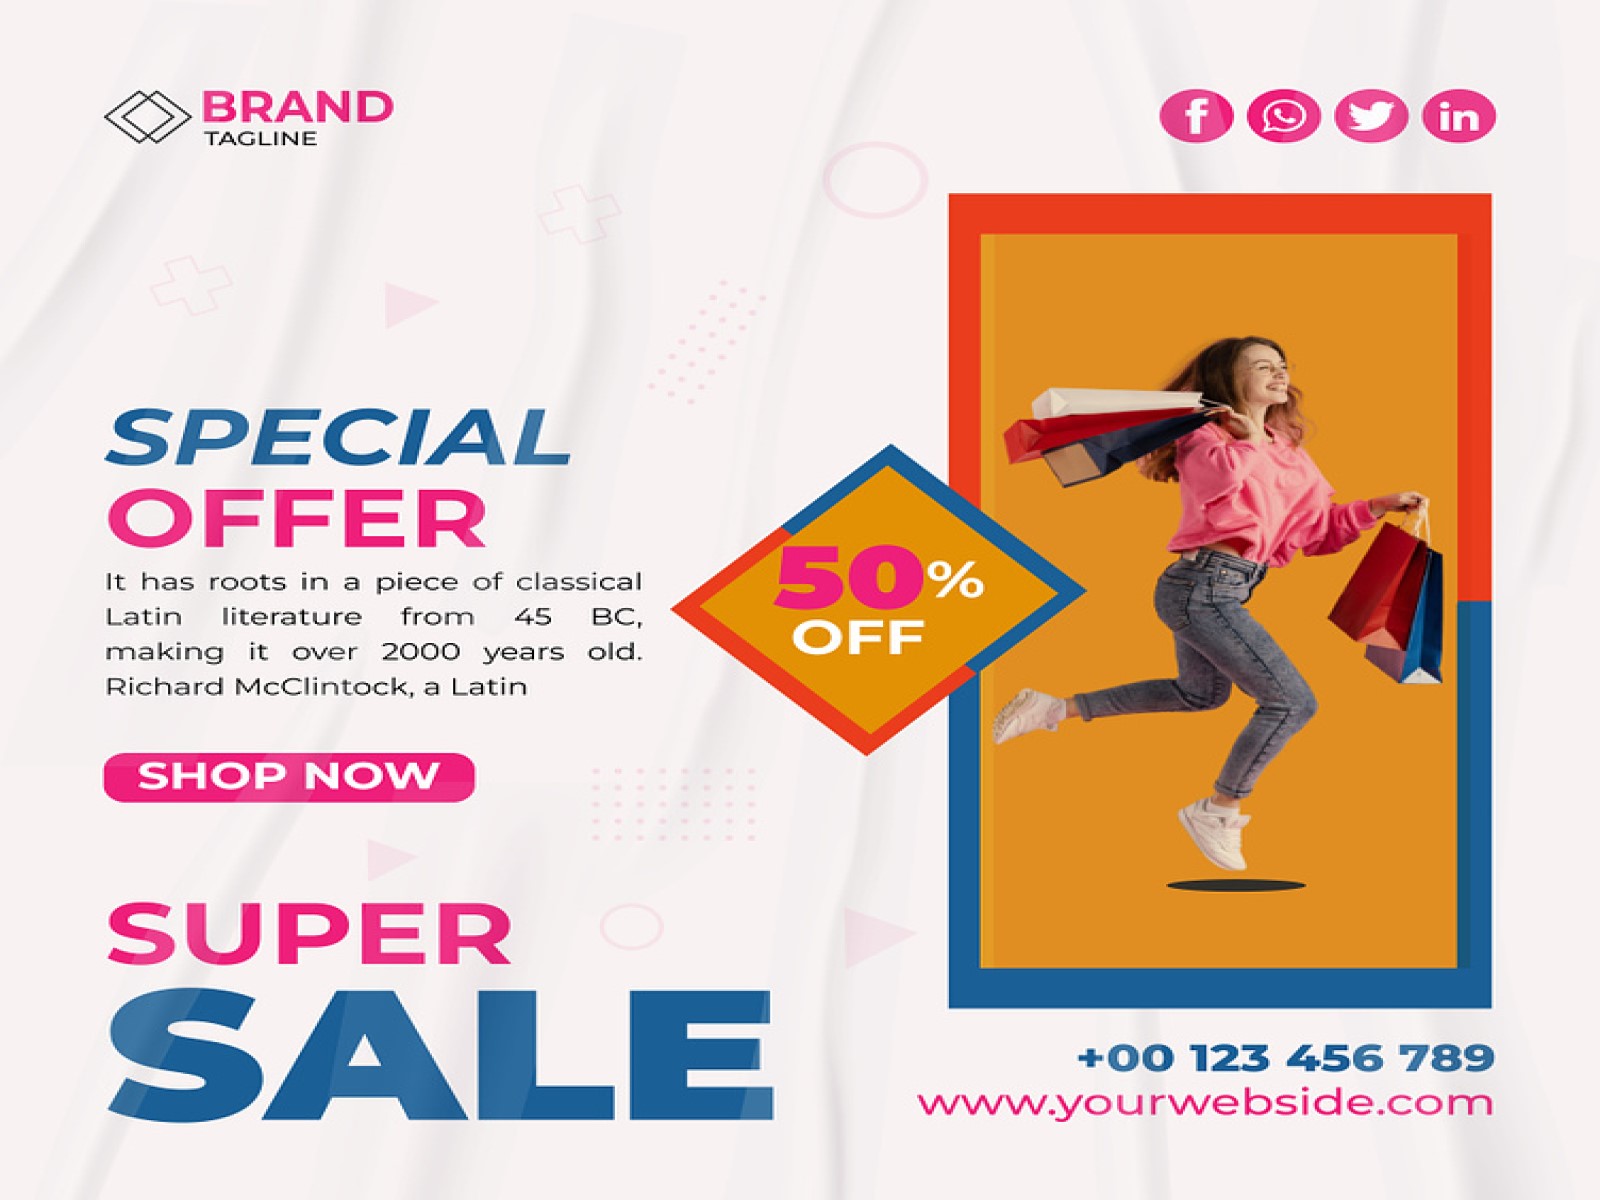 BRAND
TAGLINE
SPECIAL
OFFER
It has roots in a piece of classical
Latin literature from 45 BC,
making it over 2000 years old.
Richard McClintock, a Latin
SHOP NOW
50%
OFF
SUPER
SALE
+00 123 456 789
www.yourwebside.com